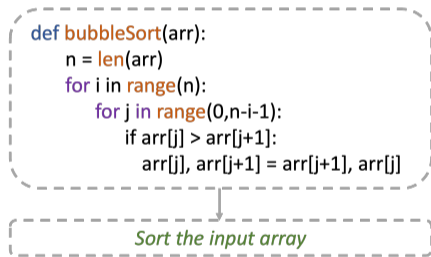 def bubbleSort(arr):
n = len(arr)
for i in range(n):
for j in range(0,n-i-1):
if arr[j] > arr[j+1]:
arr[j], arr[j+1] = arr[j+1], arr[j]
Sort the input array